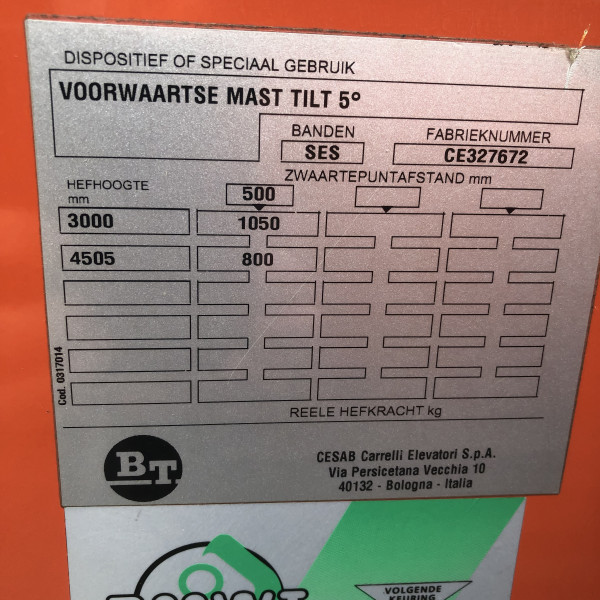 DISPOSITIEF OF SPECIAAL GEBRUIK
VOORWAARTSE MAST TILT 5°
BANDEN FABRIEKNUMMER
SES CE327672
ZWAARTEPUNTAFSTAND mm
HEFHOOGTE
mm
500
3000 1050
4505 800
Cod. 0317014
REELE HEFKRACHT kg
BT
CESAB Carrelli Elevatori S.p.A.
Via Persicetana Vecchia 10
40132 - Bologna - Italia
VOLGENDE
KEURING